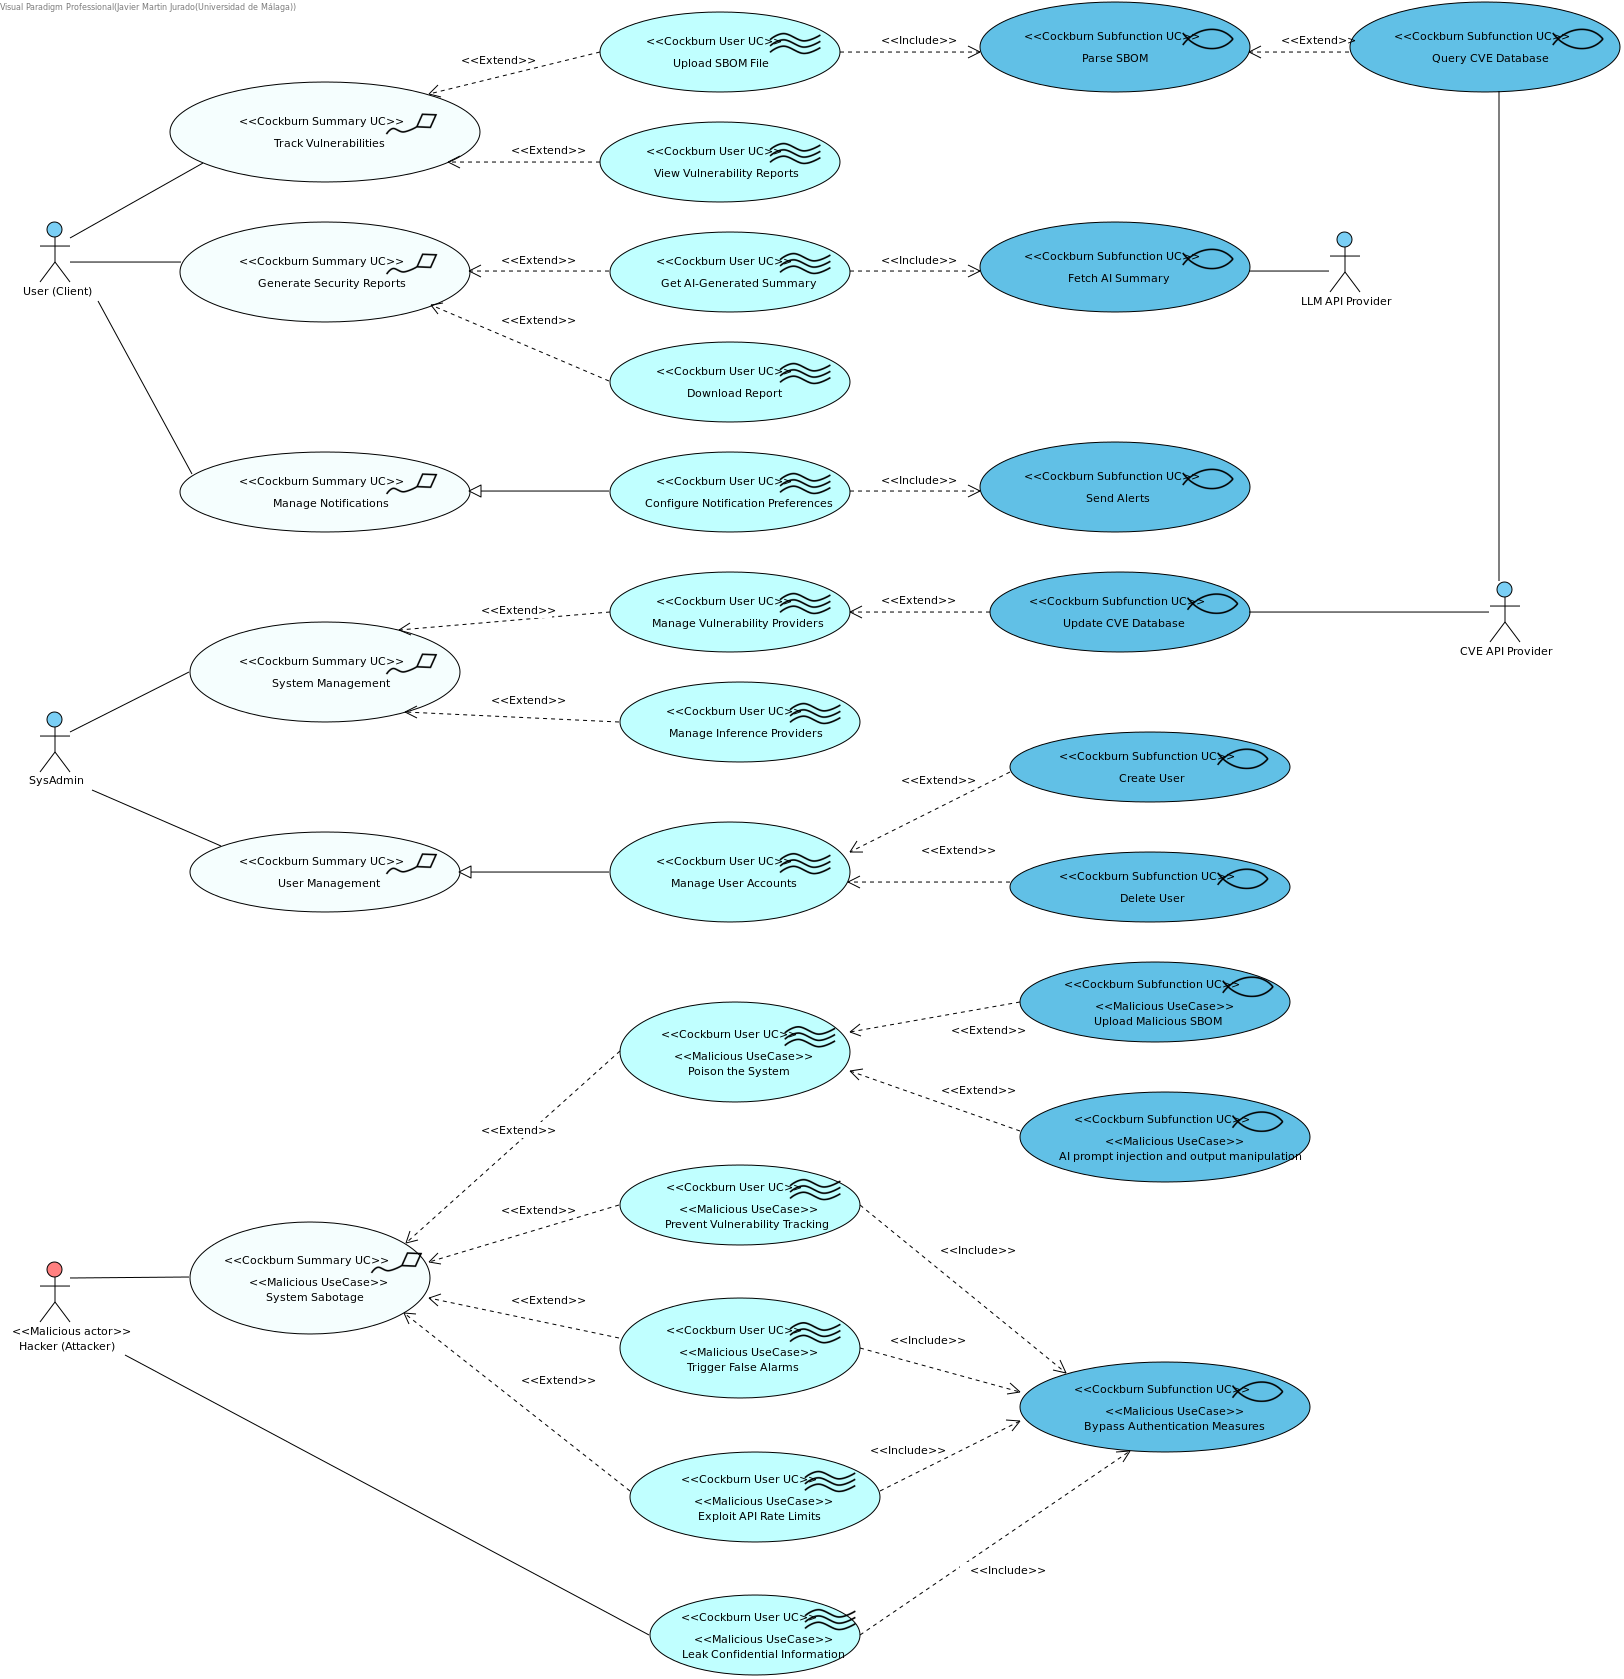 Visual Paradigm Professional(Javier Martin Jurado(Universidad de Málaga))
<<Cockburn User UC>>
Upload SBOM File
<<Include>>
<<Cockburn Subfunction UC>>
Parse SBOM
<<Extend>>
<<Cockburn Subfunction UC>>
Query CVE Database
<<Extend>>
<<Cockburn Summary UC>>
Track Vulnerabilities
<<Extend>>
<<Cockburn User UC>>
View Vulnerability Reports
User (Client)
<<Cockburn Summary UC>>
Generate Security Reports
<<Extend>>
<<Cockburn User UC>>
Get AI-Generated Summary
<<Include>>
<<Cockburn Subfunction UC>>
Fetch AI Summary
LLM API Provider
<<Extend>>
<<Cockburn User UC>>
Download Report
<<Cockburn Summary UC>>
Manage Notifications
<<Cockburn User UC>>
Configure Notification Preferences
<<Include>>
<<Cockburn Subfunction UC>>
Send Alerts
<<Extend>>
<<Cockburn User UC>>
Manage Vulnerability Providers
<<Extend>>
<<Cockburn Subfunction UC>>
Update CVE Database
CVE API Provider
<<Cockburn Summary UC>>
System Management
<<Extend>>
<<Cockburn User UC>>
Manage Inference Providers
SysAdmin
<<Extend>>
<<Cockburn Subfunction UC>>
Create User
<<Cockburn Summary UC>>
User Management
<<Cockburn User UC>>
Manage User Accounts
<<Extend>>
<<Cockburn Subfunction UC>>
Delete User
<<Cockburn User UC>>
<<Malicious UseCase>>
Poison the System
<<Extend>>
<<Cockburn Subfunction UC>>
<<Malicious UseCase>>
Upload Malicious SBOM
<<Extend>>
<<Cockburn Subfunction UC>>
<<Malicious UseCase>>
AI prompt injection and output manipulation
<<Extend>>
<<Extend>>
<<Cockburn User UC>>
<<Malicious UseCase>>
Prevent Vulnerability Tracking
<<Include>>
<<Cockburn Summary UC>>
<<Malicious UseCase>>
System Sabotage
<<Malicious actor>>
Hacker (Attacker)
<<Extend>>
<<Cockburn User UC>>
<<Malicious UseCase>>
Trigger False Alarms
<<Include>>
<<Cockburn Subfunction UC>>
<<Malicious UseCase>>
Bypass Authentication Measures
<<Extend>>
<<Include>>
<<Cockburn User UC>>
<<Malicious UseCase>>
Exploit API Rate Limits
<<Include>>
<<Cockburn User UC>>
<<Malicious UseCase>>
Leak Confidential Information